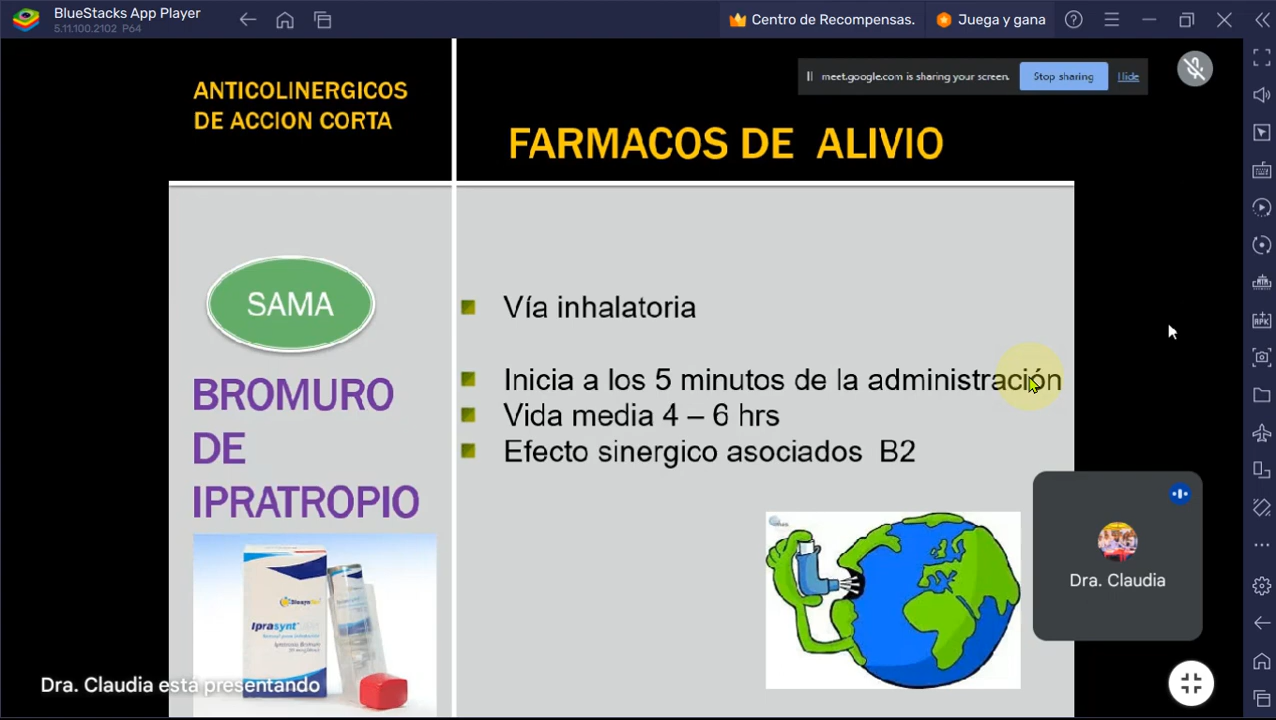 BlueStacks App Player
5.11.100.2102 P64
Centro de Recompensas.
Juega y gana
meet.google.com is sharing your screen.
Stop sharing
Hide
ANTICOLINERGICOS
DE ACCION CORTA
FARMACOS DE ALIVIO
SAMA
BROMURO
DE
IPRATROPIO
Vía inhalatoria
Inicia a los 5 minutos de la administración
Vida media 4 – 6 hrs
Efecto sinergico asociados B2
Iprasynt
Dra. Claudia
Dra. Claudia está presentando